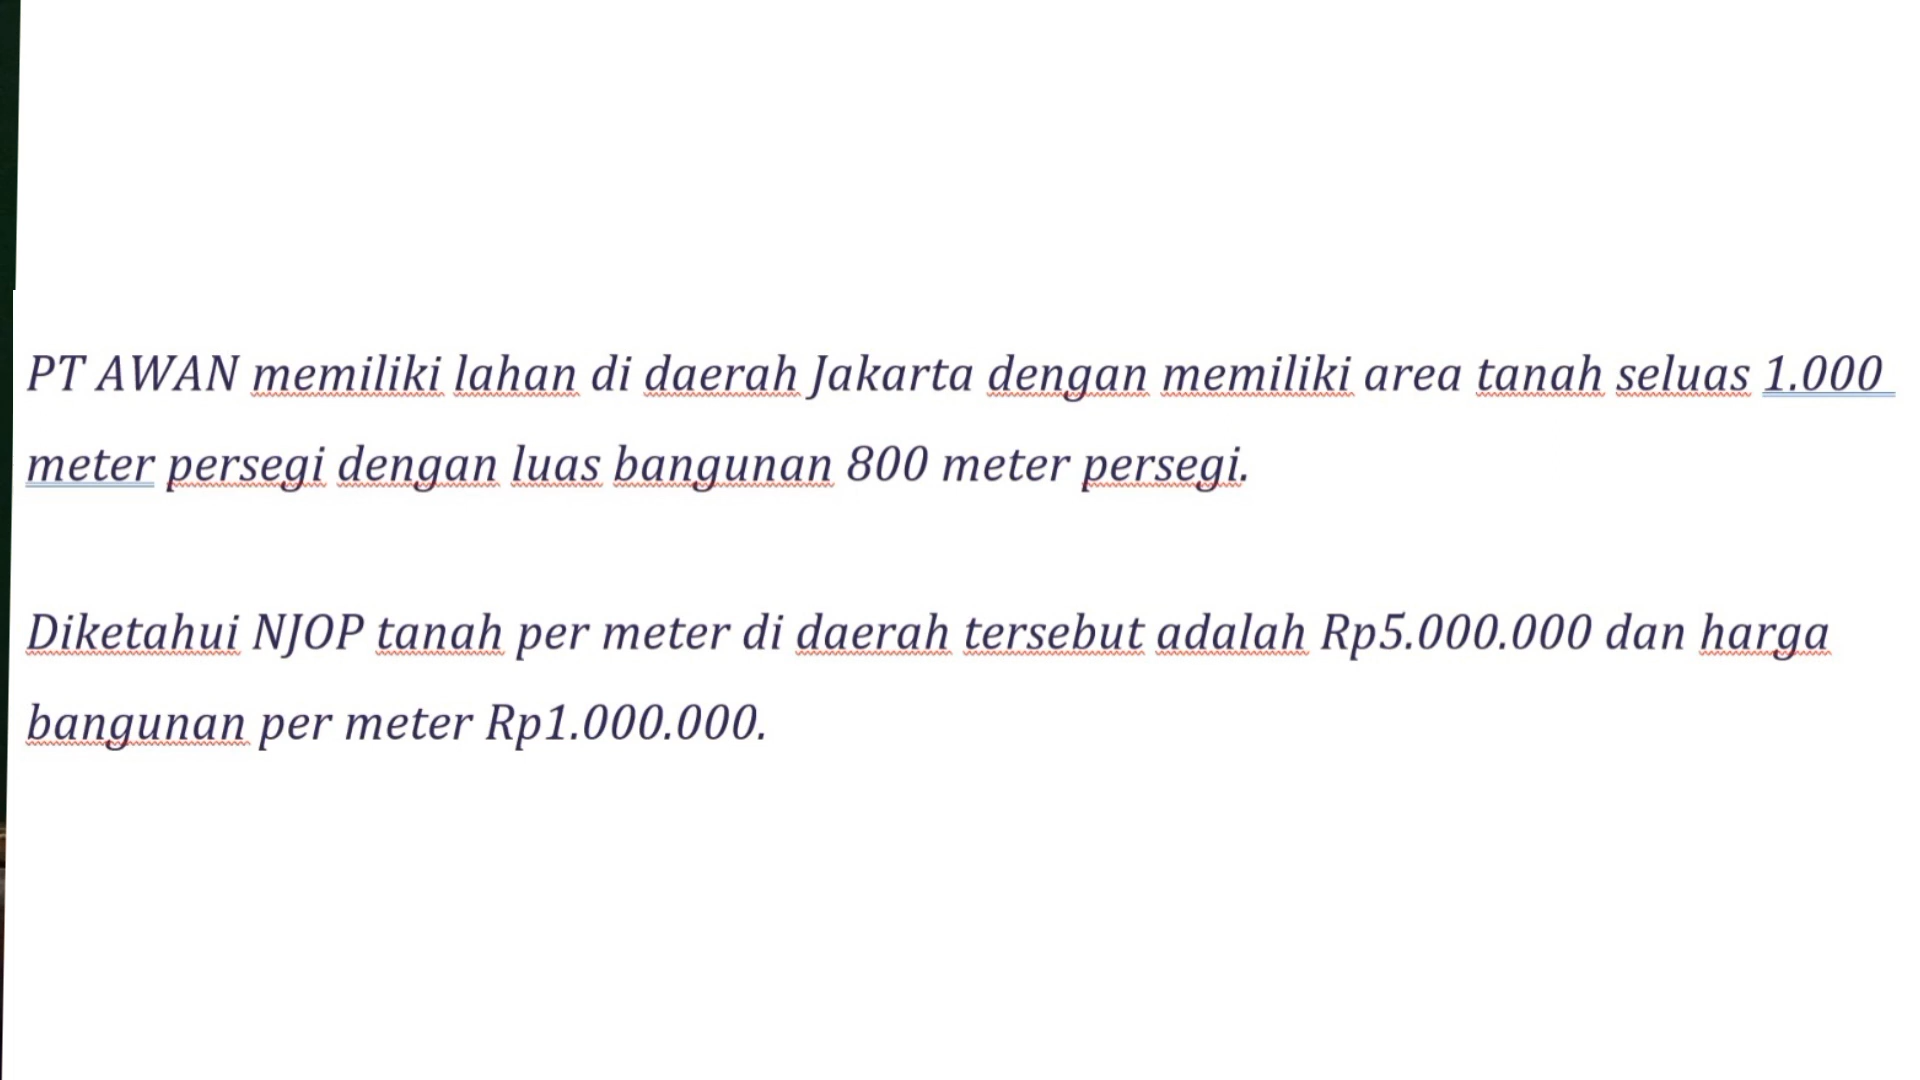 PT AWAN memiliki lahan di daerah Jakarta dengan memiliki area tanah seluas 1.000
meter persegi dengan luas bangunan 800 meter persegi.
Diketahui NJOP tanah per meter di daerah tersebut adalah Rp5.000.000 dan harga
bangunan per meter Rp1.000.000.